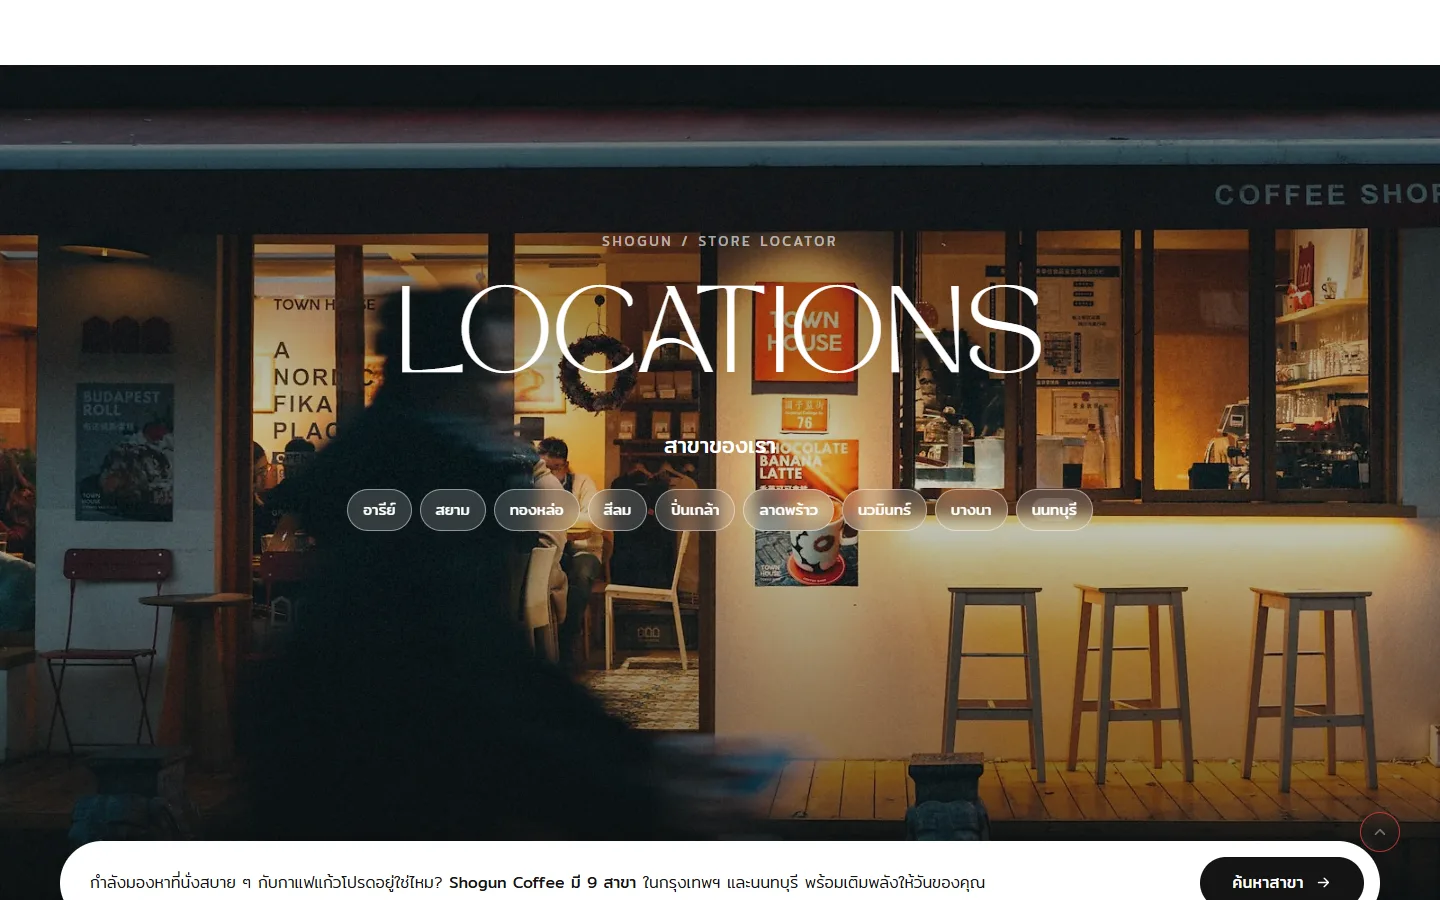 COFFEE SHOP
SHOGUN / STORE LOCATOR
LOCATIONS
TOWN HOUSE
A
NORDIC
FIKA
PLACE
TOWN
HOUSE
BUDAPEST
ROLL
76
สาขาของเรา
CHOCOLATE
BANANA
LATTE
อารีย์ สยาม ทองหล่อ สีลม ปิ่นเกล้า ลาดพร้าว นวมินทร์ บางนา นนทบุรี
TOWN
HOUSE
กำลังมองหาที่นั่งสบาย ๆ กับกาแฟแก้วโปรดอยู่ใช่ไหม? Shogun Coffee มี 9 สาขา ในกรุงเทพฯ และนนทบุรี พร้อมเติมพลังให้วันของคุณ
ค้นหาสาขา →